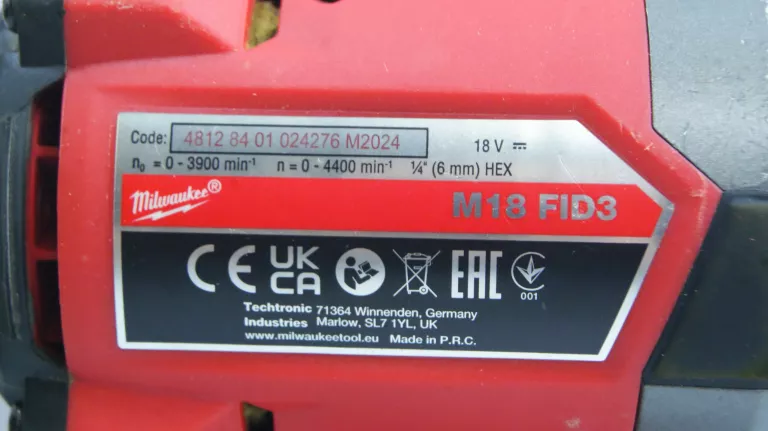 Code: 4812 84 01 024276 M2024 18 V ⎓
n₀ = 0 - 3900 min⁻¹ n = 0 - 4400 min⁻¹ ¼" (6 mm) HEX
Milwaukee®
M18 FID3
CE UK CA EAC 001
Techtronic 71364 Winnenden, Germany
Industries Marlow, SL7 1YL, UK
www.milwaukeetool.eu Made in P.R.C.